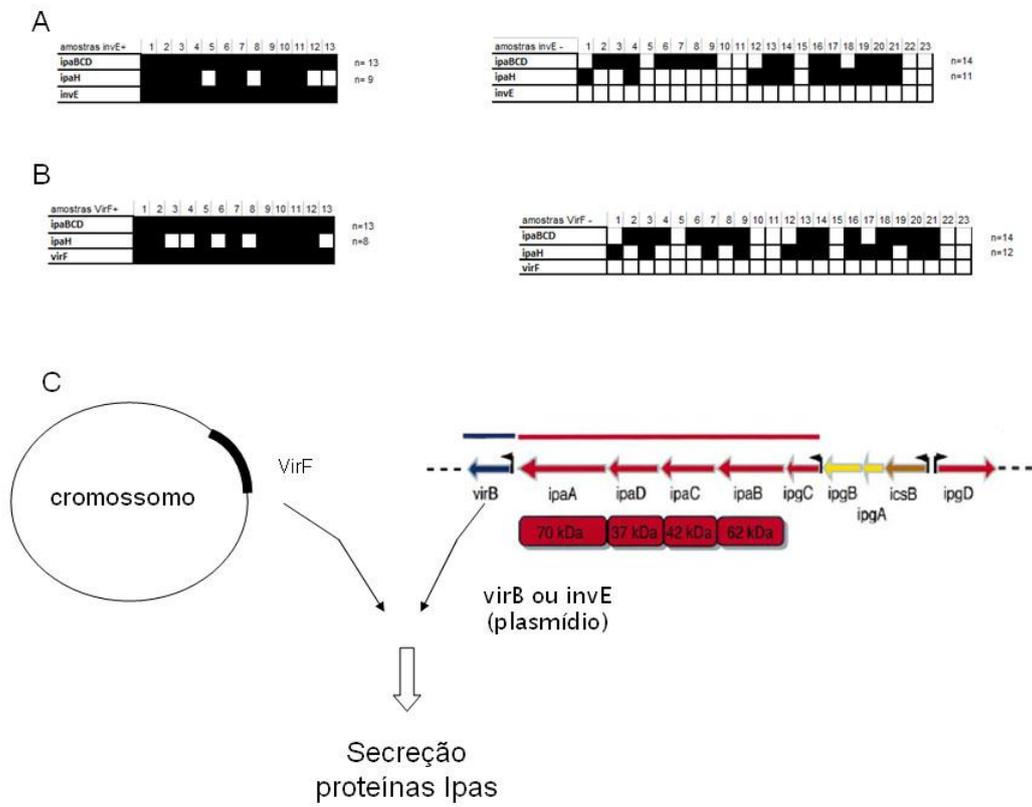 A
amostras invE+ 1 2 3 4 5 6 7 8 9 10 11 12 13
ipaBCD n= 13
ipaH n= 9
invE
amostras invE - 1 2 3 4 5 6 7 8 9 10 11 12 13 14 15 16 17 18 19 20 21 22 23
ipaBCD n=14
ipaH n=11
invE
B
amostras VirF+ 1 2 3 4 5 6 7 8 9 10 11 12 13
ipaBCD n=13
ipaH n=8
virF
amostras VirF - 1 2 3 4 5 6 7 8 9 10 11 12 13 14 15 16 17 18 19 20 21 22 23
ipaBCD n=14
ipaH n=12
virF
C
cromossomo
VirF
virB ipaA ipaD ipaC ipaB ipgC ipgB ipgA icsB ipgD
70 kDa 37 kDa 42 kDa 62 kDa
virB ou invE
(plasmídio)
Secreção
proteínas Ipas